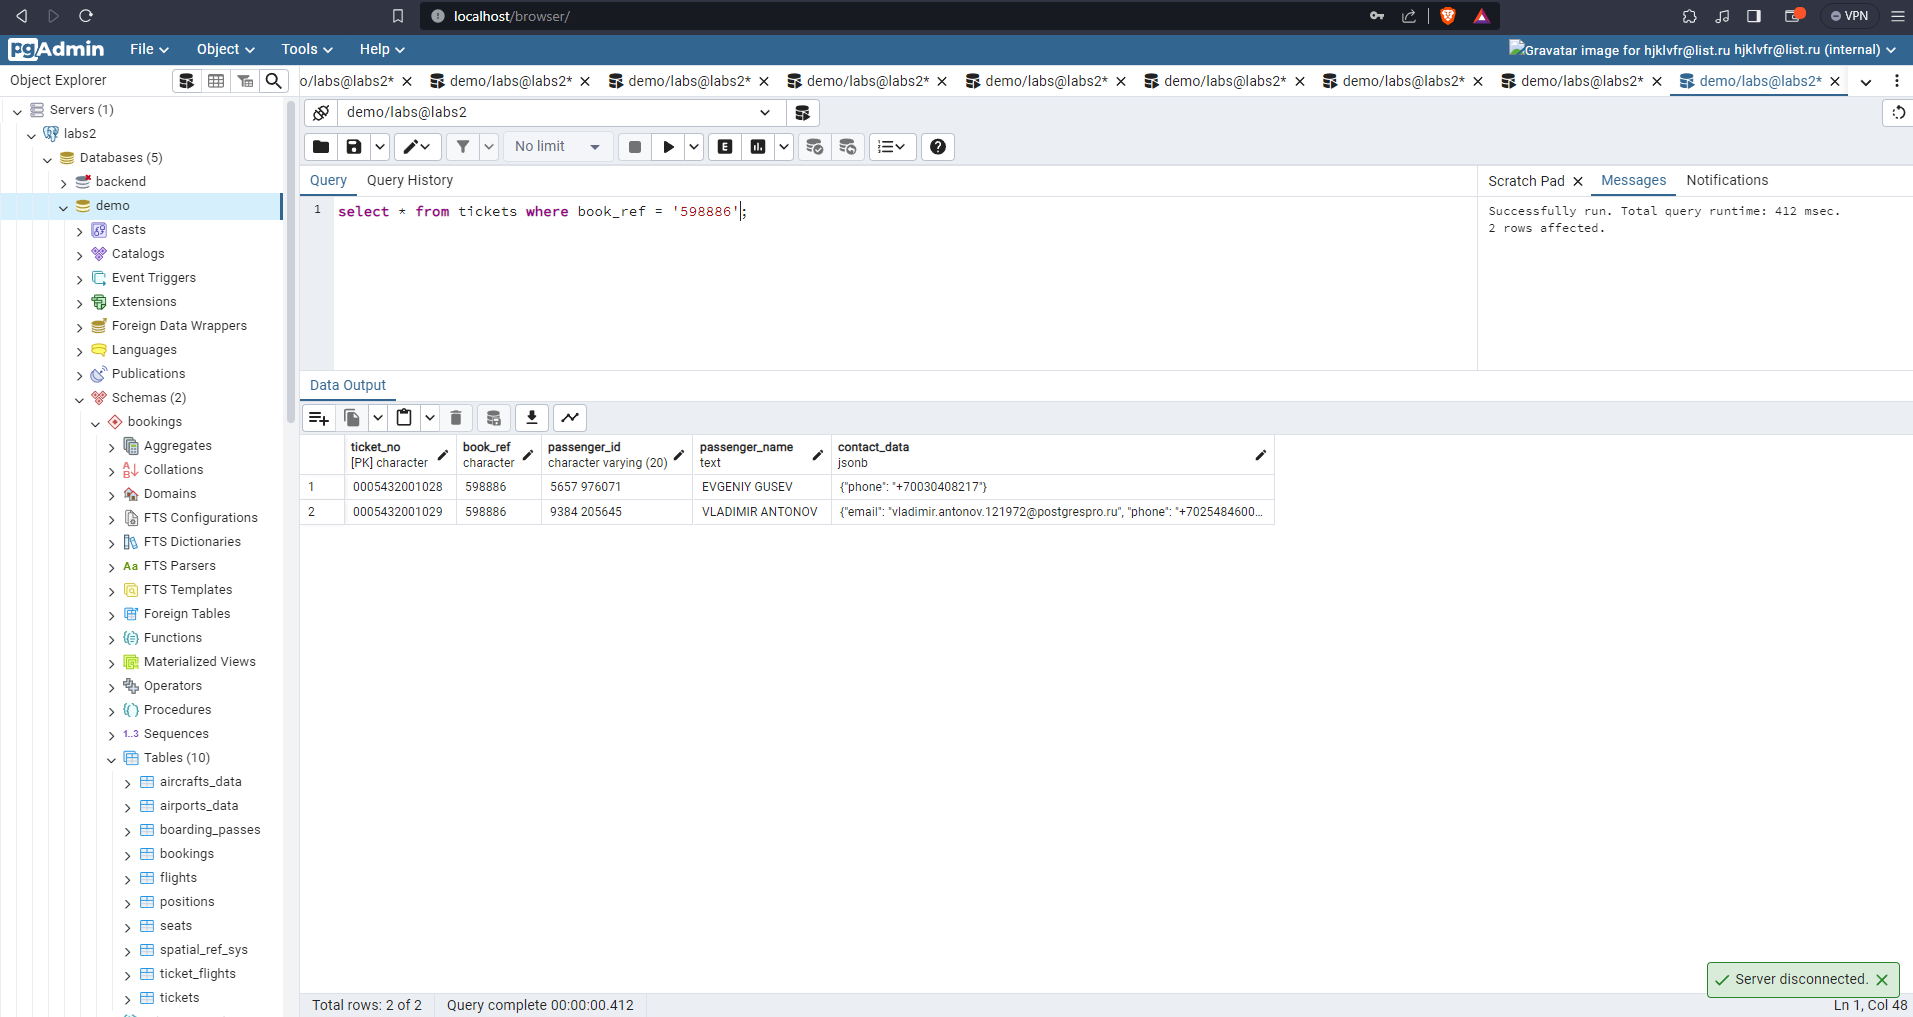 localhost/browser/
VPN
pgAdmin
File
Object
Tools
Help
Gravatar image for hjklvfr@list.ru hjklvfr@list.ru (internal)
Object Explorer
o/labs@labs2*
demo/labs@labs2*
demo/labs@labs2*
demo/labs@labs2*
demo/labs@labs2*
demo/labs@labs2*
demo/labs@labs2*
demo/labs@labs2*
demo/labs@labs2*
Servers (1)
labs2
Databases (5)
backend
demo
Casts
Catalogs
Event Triggers
Extensions
Foreign Data Wrappers
Languages
Publications
Schemas (2)
bookings
Aggregates
Collations
Domains
FTS Configurations
FTS Dictionaries
Aa FTS Parsers
FTS Templates
Foreign Tables
Functions
Materialized Views
Operators
Procedures
1..3 Sequences
Tables (10)
aircrafts_data
airports_data
boarding_passes
bookings
flights
positions
seats
spatial_ref_sys
ticket_flights
tickets
demo/labs@labs2
No limit
E
Query
Query History
1
select * from tickets where book_ref = '598886';
Scratch Pad
Messages
Notifications
Successfully run. Total query runtime: 412 msec.
2 rows affected.
Data Output
ticket_no
[PK] character
book_ref
character
passenger_id
character varying (20)
passenger_name
text
contact_data
jsonb
1 0005432001028 598886 5657 976071 EVGENIY GUSEV {"phone": "+70030408217"}
2 0005432001029 598886 9384 205645 VLADIMIR ANTONOV {"email": "vladimir.antonov.121972@postgrespro.ru", "phone": "+7025484600...
Server disconnected.
Total rows: 2 of 2
Query complete 00:00:00.412
Ln 1, Col 48